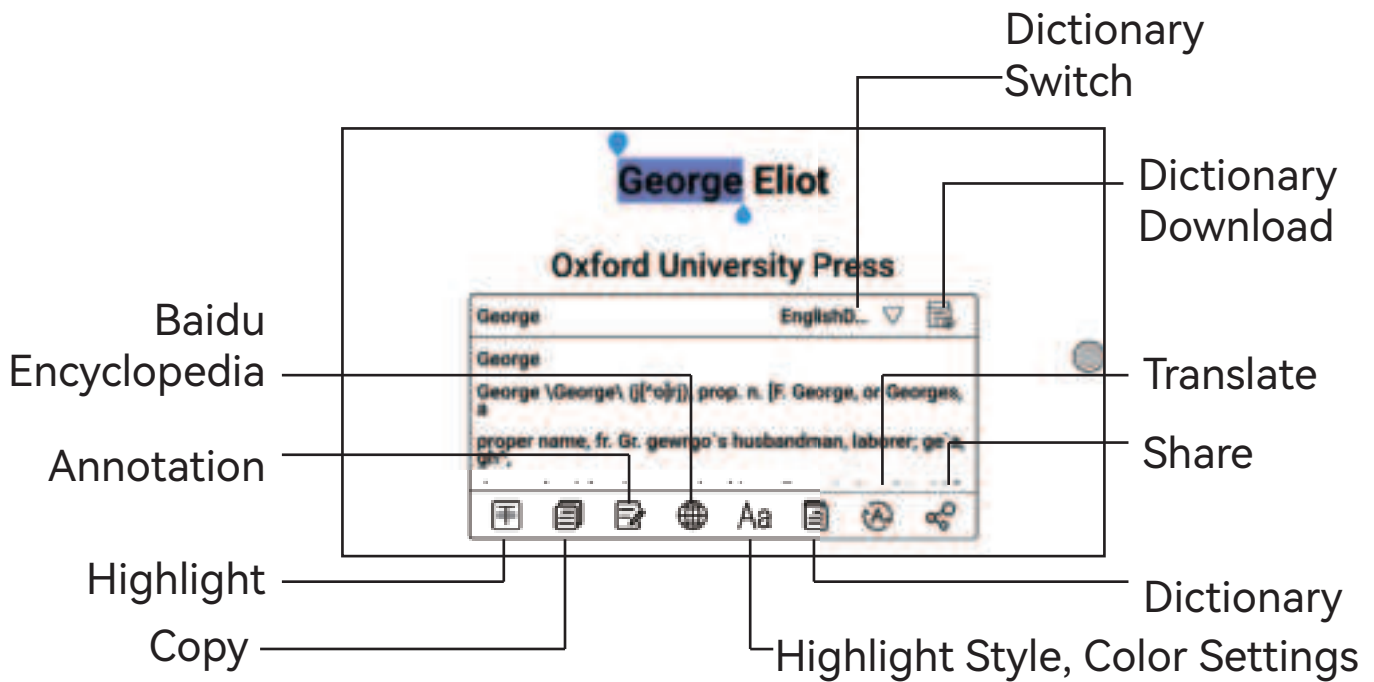 Dictionary
Switch
George Eliot
Dictionary
Download
Oxford University Press
Baidu
Encyclopedia
George
EnglishD...
George
George \George\ (j[^o]rj), prop. n. [F. George, or Georges,
a
proper name, fr. Gr. gewrgo`s husbandman, laborer; ge`a,
gh^,
Translate
Annotation
Share
Aa
Highlight
Dictionary
Copy
Highlight Style, Color Settings